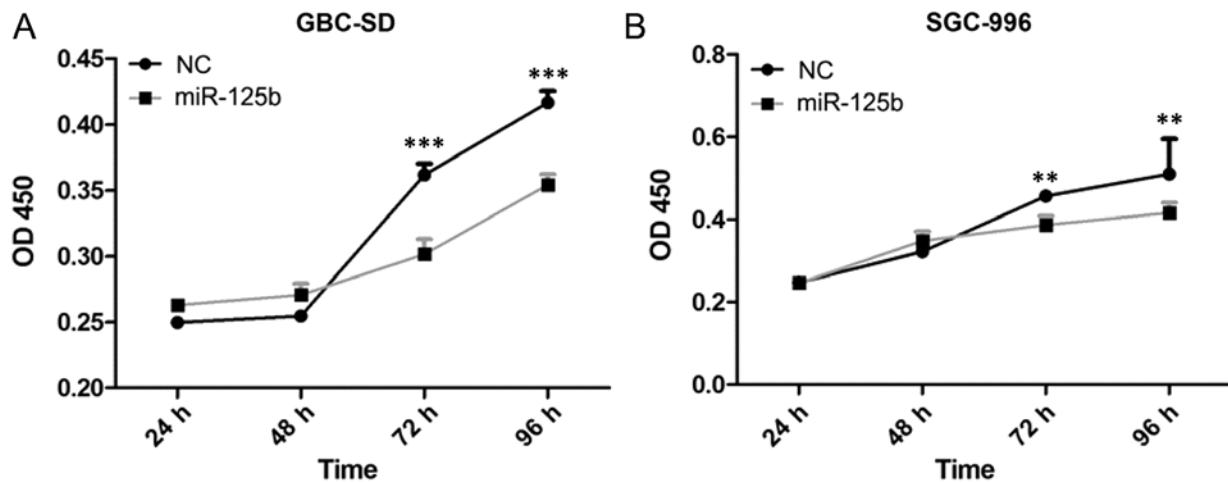 A
GBC-SD
0.45
0.40
0.35
0.30
0.25
0.20
OD 450
NC
miR-125b
***
***
24 h
48 h
72 h
96 h
Time
B
SGC-996
0.8
0.6
0.4
0.2
0.0
OD 450
NC
miR-125b
**
**
24 h
48 h
72 h
96 h
Time